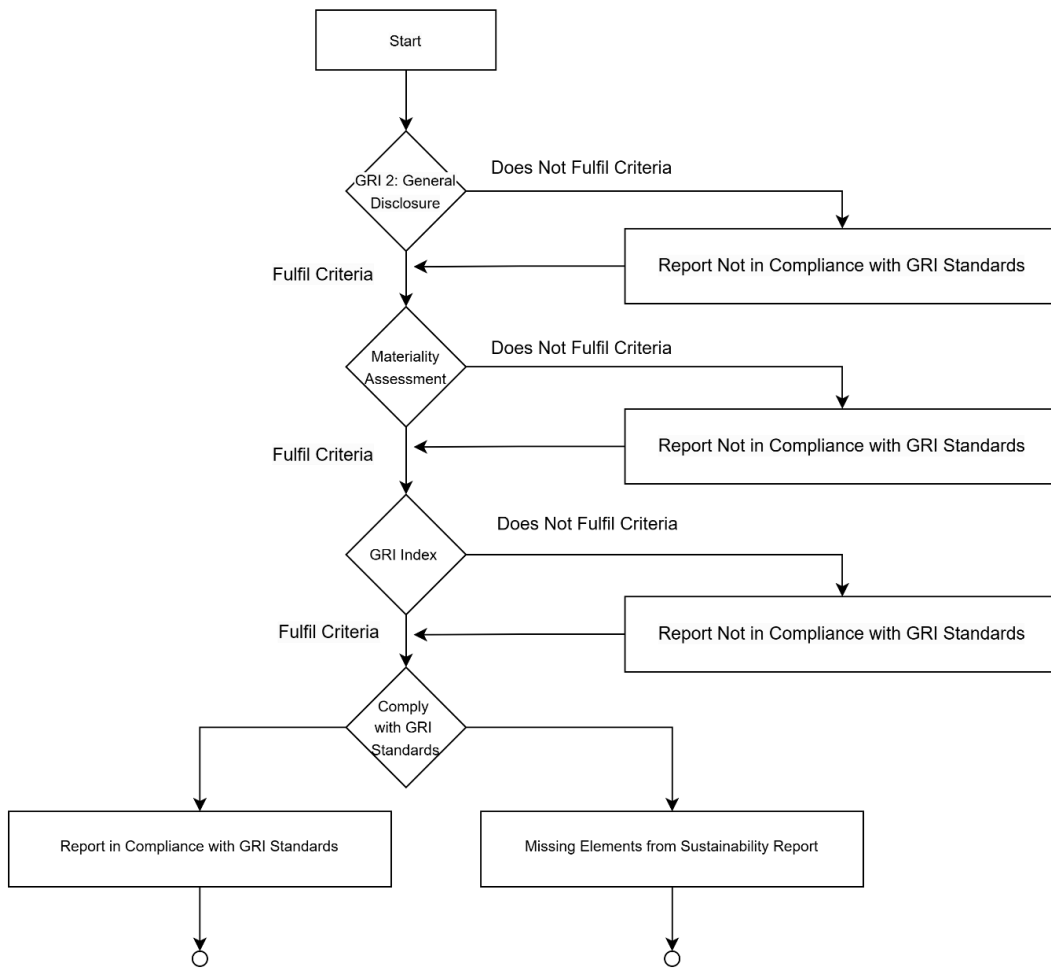 Start
GRI 2: General
Disclosure
Does Not Fulfil Criteria
Report Not in Compliance with GRI Standards
Fulfil Criteria
Materiality
Assessment
Does Not Fulfil Criteria
Report Not in Compliance with GRI Standards
Fulfil Criteria
GRI Index
Does Not Fulfil Criteria
Report Not in Compliance with GRI Standards
Fulfil Criteria
Comply
with GRI
Standards
Report in Compliance with GRI Standards
Missing Elements from Sustainability Report